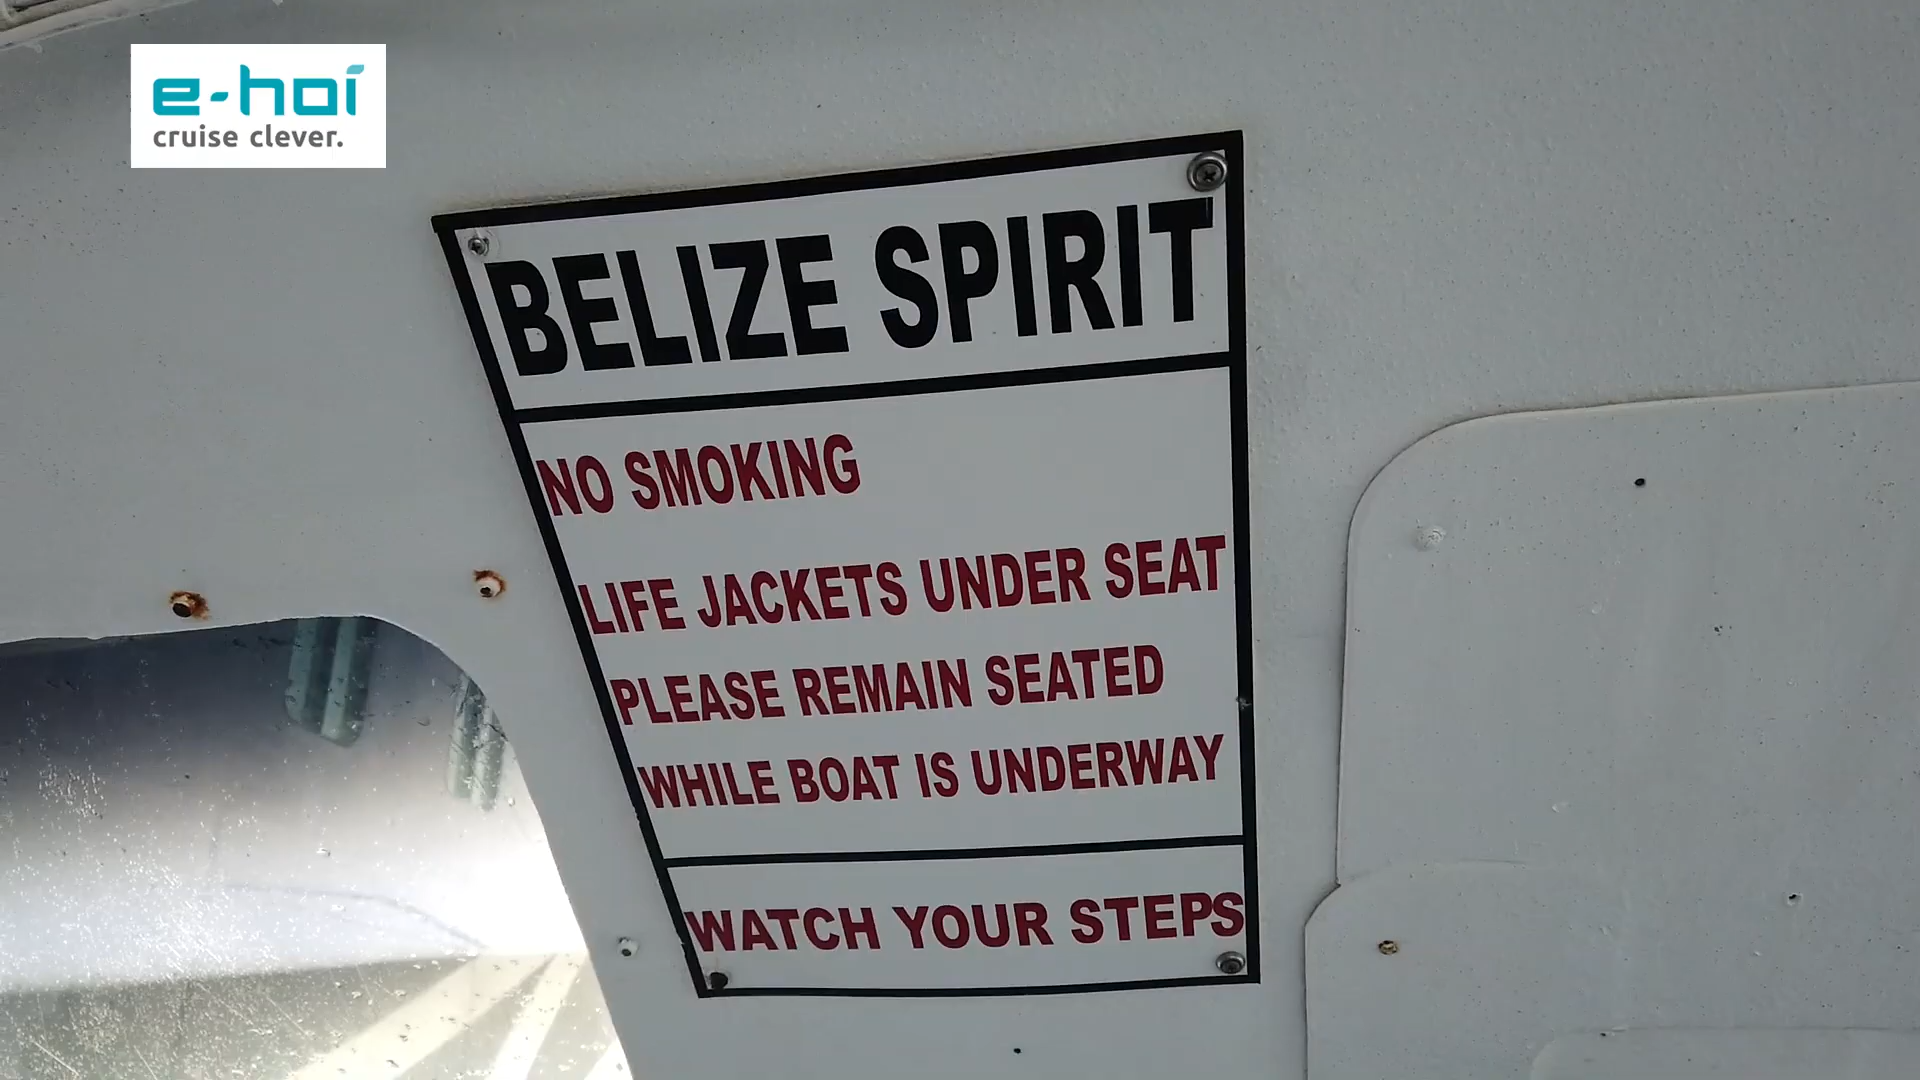 e-hoi
cruise clever.
BELIZE SPIRIT
NO SMOKING
LIFE JACKETS UNDER SEAT
PLEASE REMAIN SEATED
WHILE BOAT IS UNDERWAY
WATCH YOUR STEPS